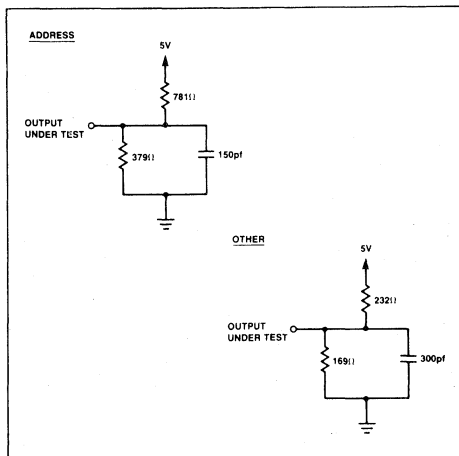 ADDRESS
5V
781Ω
OUTPUT
UNDER TEST
379Ω
150pf
OTHER
5V
232Ω
OUTPUT
UNDER TEST
169Ω
300pf